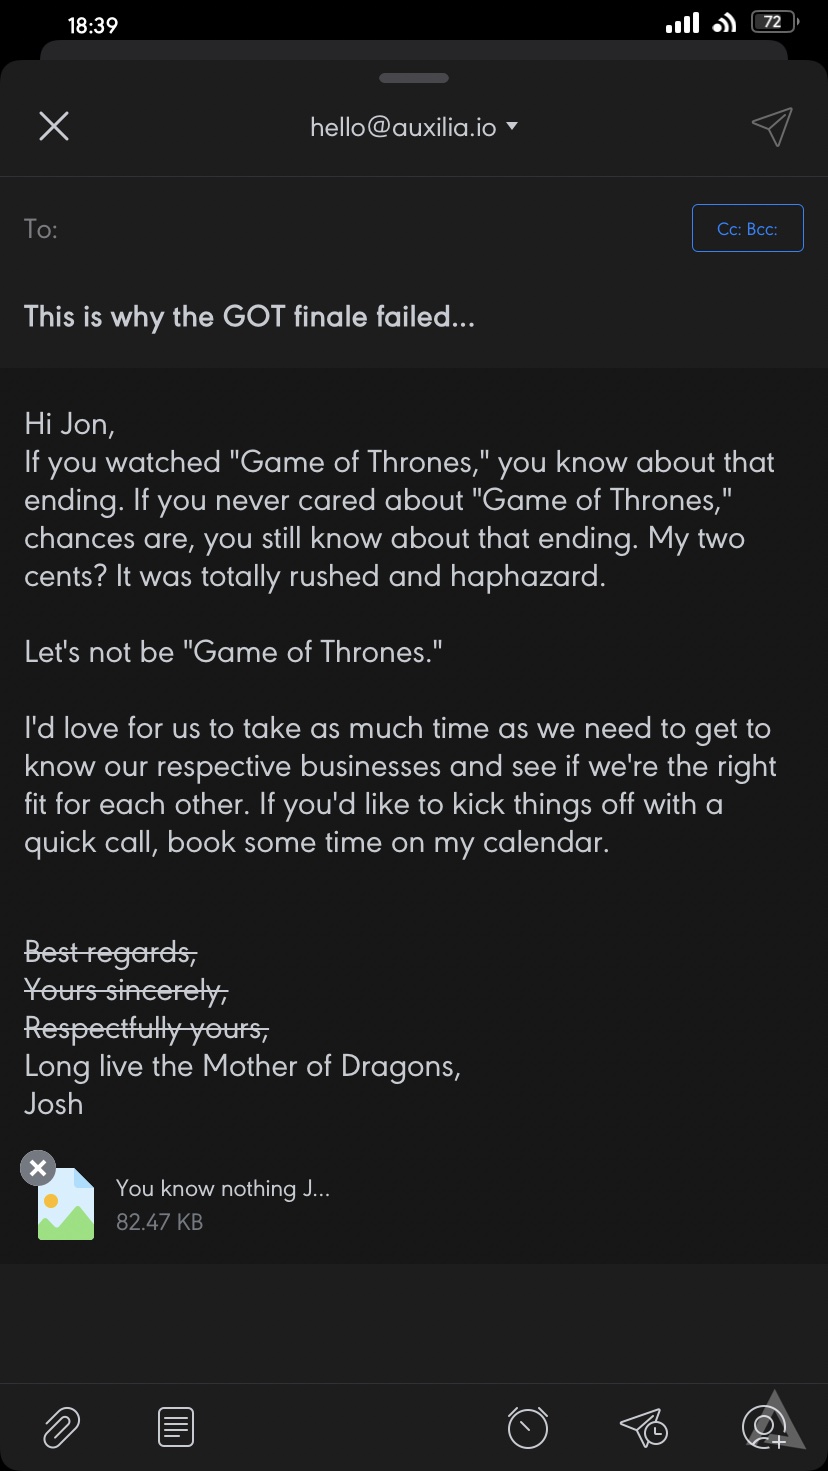 18:39
72
hello@auxilia.io
To:
Cc: Bcc:
This is why the GOT finale failed...
Hi Jon,
If you watched "Game of Thrones," you know about that
ending. If you never cared about "Game of Thrones,"
chances are, you still know about that ending. My two
cents? It was totally rushed and haphazard.
Let's not be "Game of Thrones."
I'd love for us to take as much time as we need to get to
know our respective businesses and see if we're the right
fit for each other. If you'd like to kick things off with a
quick call, book some time on my calendar.
Best regards,
Yours sincerely,
Respectfully yours,
Long live the Mother of Dragons,
Josh
You know nothing J...
82.47 KB